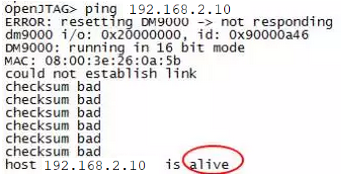 OpenJTAG> ping 192.168.2.10
ERROR: resetting DM9000 -> not responding
dm9000 i/o: 0x20000000, id: 0x90000a46
DM9000: running in 16 bit mode
MAC: 08:00:3e:26:0a:5b
could not establish link
checksum bad
checksum bad
checksum bad
checksum bad
checksum bad
checksum bad
host 192.168.2.10 is alive